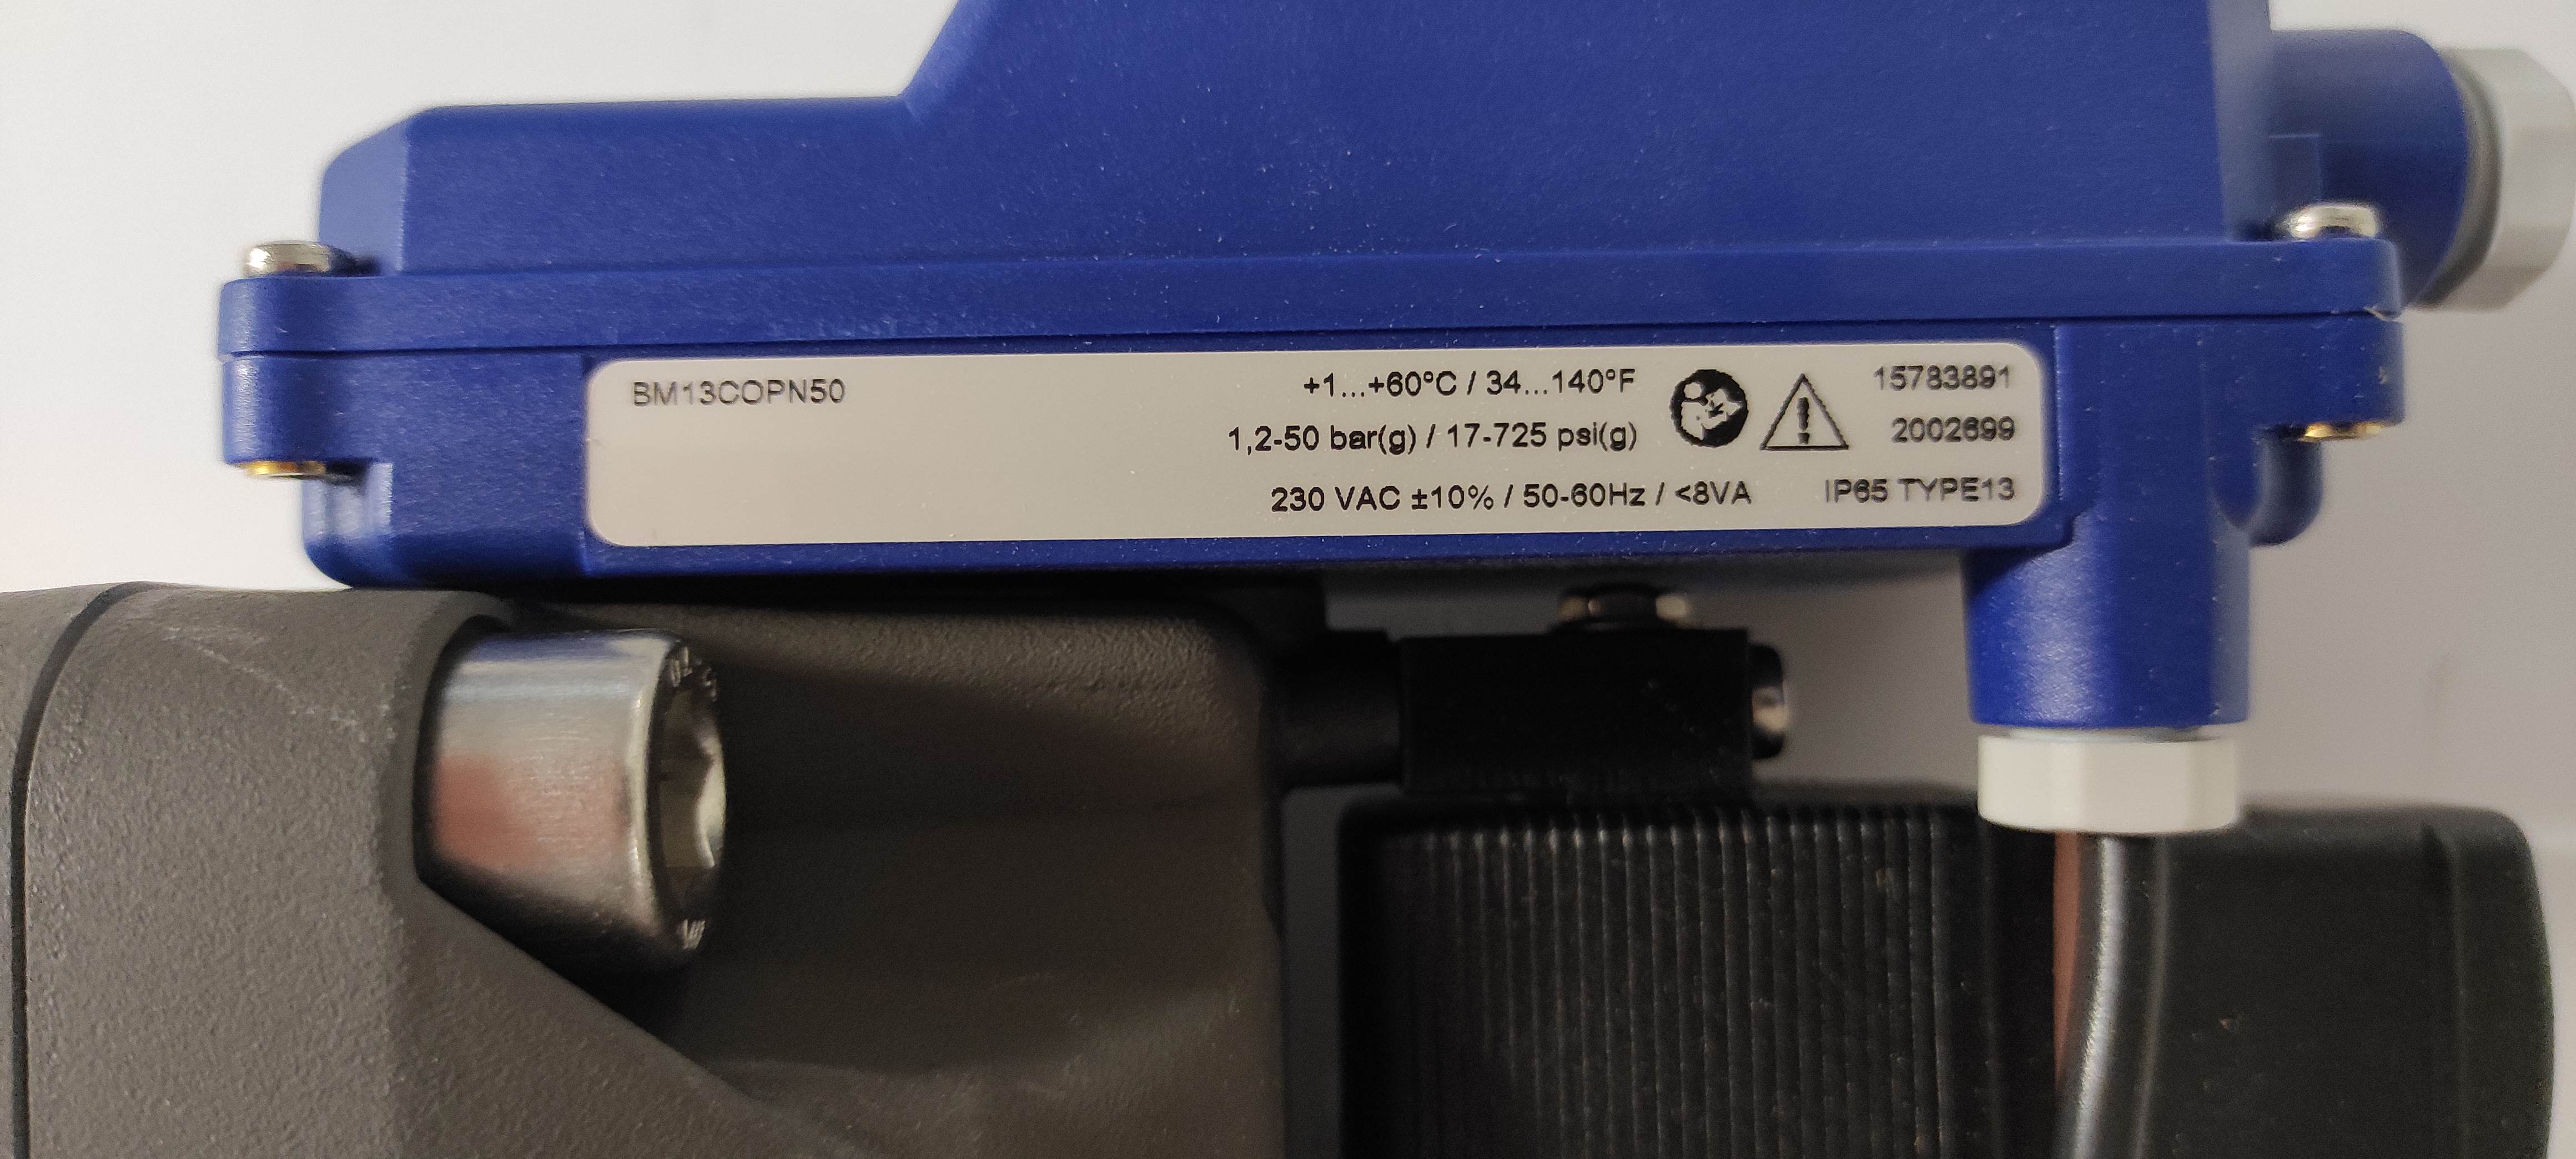 BM13COPN50
+1...+60°C / 34...140°F
1,2-50 bar(g) / 17-725 psi(g)
230 VAC ±10% / 50-60Hz / <8VA
15783891
2002699
IP65 TYPE13